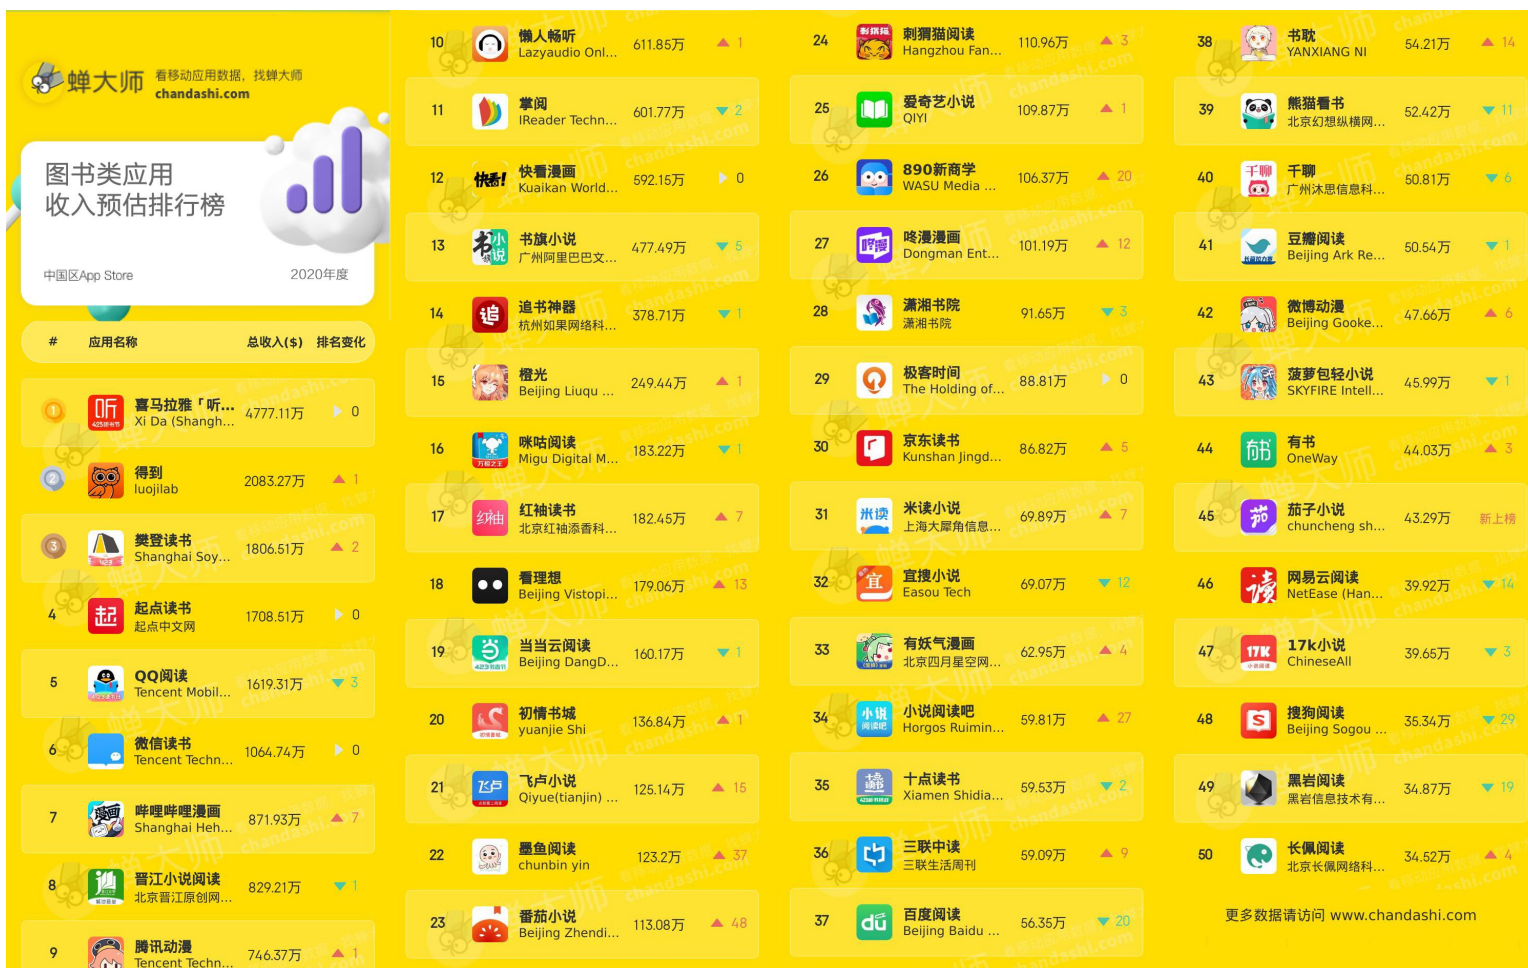 蝉大师
看移动应用数据，找蝉大师
chandashi.com
图书类应用
收入预估排行榜
中国区App Store
2020年度
# 应用名称 总收入($) 排名变化
1 喜马拉雅「听... 4777.11万 0
Xi Da (Shangh...
2 得到 2083.27万 1
luojilab
3 樊登读书 1806.51万 2
Shanghai Soy...
4 起点读书 1708.51万 0
起点中文网
5 QQ阅读 1619.31万 3
Tencent Mobil...
6 微信读书 1064.74万 0
Tencent Techn...
7 哔哩哔哩漫画 871.93万 7
Shanghai Heh...
8 晋江小说阅读 829.21万 1
北京晋江原创网...
9 腾讯动漫 746.37万 1
Tencent Techn...
10 懒人畅听 611.85万 1
Lazyaudio Onl...
11 掌阅 601.77万 2
IReader Techn...
12 快看漫画 592.15万 0
Kuaikan World...
13 书旗小说 477.49万 5
广州阿里巴巴文...
14 追书神器 378.71万 1
杭州如果网络科...
15 橙光 249.44万 1
Beijing Liuqu ...
16 咪咕阅读 183.22万 1
Migu Digital M...
17 红袖读书 182.45万 7
北京红袖添香科...
18 看理想 179.06万 13
Beijing Vistopi...
19 当当云阅读 160.17万 1
Beijing DangD...
20 初情书城 136.84万 1
yuanjie Shi
21 飞卢小说 125.14万 15
Qiyue(tianjin) ...
22 墨鱼阅读 123.2万 37
chunbin yin
23 番茄小说 113.08万 48
Beijing Zhendi...
24 刺猬猫阅读 110.96万 3
Hangzhou Fan...
25 爱奇艺小说 109.87万 1
QIYI
26 890新商学 106.37万 20
WASU Media ...
27 咚漫漫画 101.19万 12
Dongman Ent...
28 潇湘书院 91.65万 3
潇湘书院
29 极客时间 88.81万 0
The Holding of...
30 京东读书 86.82万 5
Kunshan Jingd...
31 米读小说 69.89万 7
上海大犀角信息...
32 宜搜小说 69.07万 12
Easou Tech
33 有妖气漫画 62.95万 4
北京四月星空网...
34 小说阅读吧 59.81万 27
Horgos Ruimin...
35 十点读书 59.53万 2
Xiamen Shidia...
36 三联中读 59.09万 9
三联生活周刊
37 百度阅读 56.35万 20
Beijing Baidu ...
38 书耽 54.21万 14
YANXIANG NI
39 熊猫看书 52.42万 11
北京幻想纵横网...
40 千聊 50.81万 6
广州沐思信息科...
41 豆瓣阅读 50.54万 1
Beijing Ark Re...
42 微博动漫 47.66万 6
Beijing Gooke...
43 菠萝包轻小说 45.99万 1
SKYFIRE Intell...
44 有书 44.03万 3
OneWay
45 茄子小说 43.29万 新上榜
chuncheng sh...
46 网易云阅读 39.92万 14
NetEase (Han...
47 17k小说 39.65万 3
ChineseAll
48 搜狗阅读 35.34万 29
Beijing Sogou ...
49 黑岩阅读 34.87万 19
黑岩信息技术有...
50 长佩阅读 34.52万 4
北京长佩网络科...
更多数据请访问 www.chandashi.com